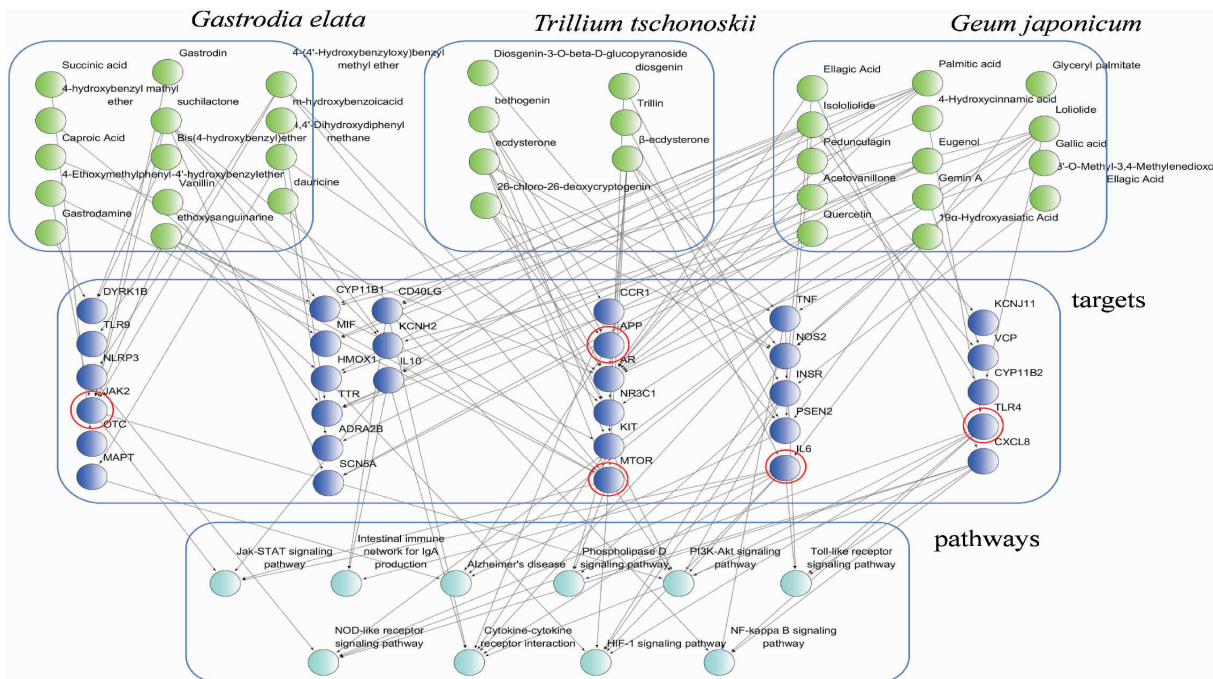 Gastrodia elata
Trillium tschonoskii
Geum japonicum
Succinic acid
4-hydroxybenzyl mathyl
ether
Caproic Acid
4-Ethoxymethylphenyl-4'-hydroxybenzylether
Gastrodamine
Gastrodin
suchilactone
Bis(4-hydroxybenzyl)ether
Vanillin
ethoxysanguinarine
4-(4'-Hydroxybenzyloxy)benzyl
methyl ether
m-hydroxybenzoicacid
4,4'-Dihydroxydiphenyl
methane
dauricine
Diosgenin-3-O-beta-D-glucopyranoside
bethogenin
ecdysterone
26-chloro-26-deoxycryptogenin
diosgenin
Trillin
β-ecdysterone
Ellagic Acid
Isololiolide
Pedunculagin
Acetovanillone
Quercetin
Palmitic acid
4-Hydroxycinnamic acid
Eugenol
Gemin A
19α-Hydroxyasiatic Acid
Glyceryl palmitate
Loliolide
Gallic acid
3'-O-Methyl-3,4-Methylenedioxo
Ellagic Acid
targets
DYRK1B
TLR9
NLRP3
JAK2
OTC
MAPT
CYP11B1
MIF
HMOX1
TTR
ADRA2B
SCN5A
CD40LG
KCNH2
IL10
CCR1
APP
AR
NR3C1
KIT
MTOR
TNF
NOS2
INSR
PSEN2
IL6
KCNJ11
VCP
CYP11B2
TLR4
CXCL8
pathways
Jak-STAT signaling
pathway
Intestinal immune
network for IgA
production
Alzheimer's disease
Phospholipase D
signaling pathway
PI3K-Akt signaling
pathway
Toll-like receptor
signaling pathway
NOD-like receptor
signaling pathway
Cytokine-cytokine
receptor interaction
HIF-1 signaling pathway
NF-kappa B signaling
pathway